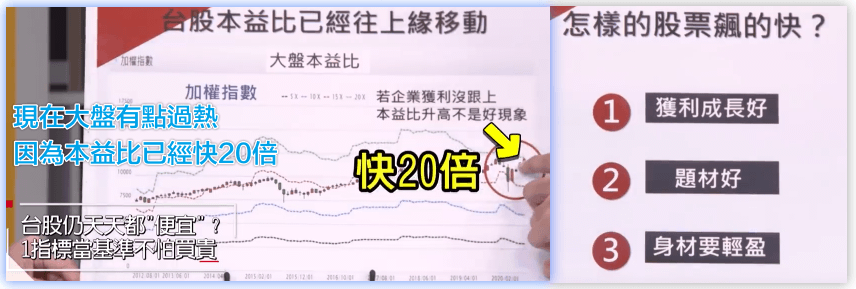 台股本益比已經往上緣移動
加權指數
大盤本益比
加權指數
5X 10X 15X 20X
若企業獲利沒跟上
本益比升高不是好現象
現在大盤有點過熱
因為本益比已經快20倍
快20倍
台股仍天天都"便宜"？
1指標當基準不怕買貴
怎樣的股票飆的快？
1 獲利成長好
2 題材好
3 身材要輕盈